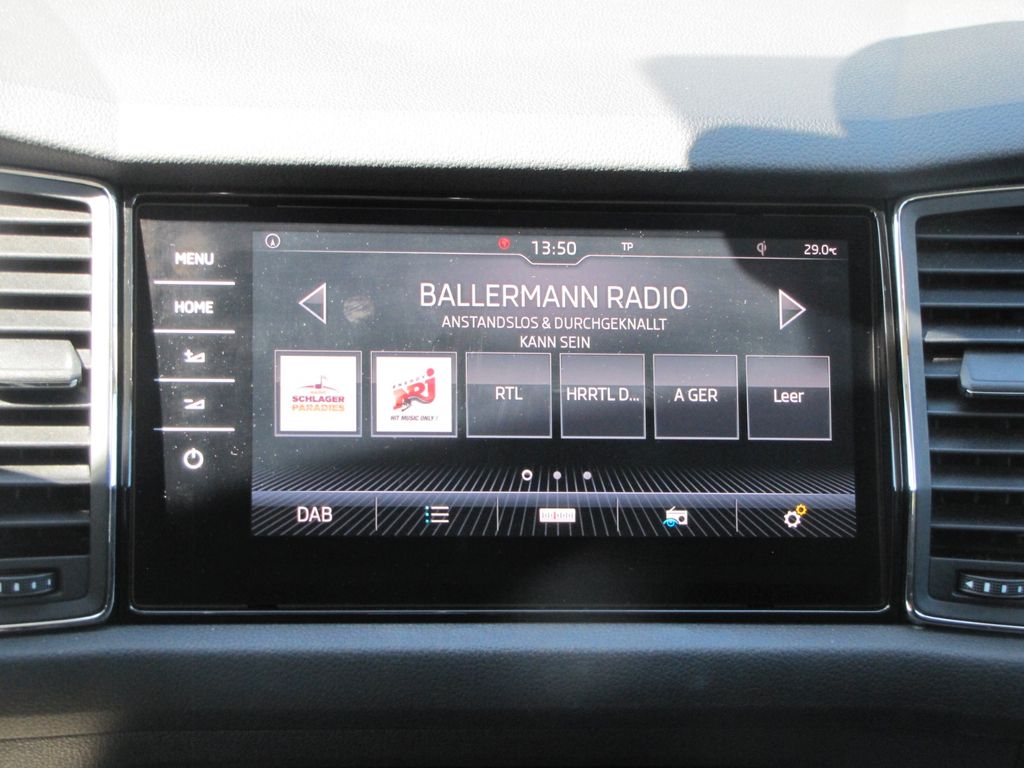 13:50 TP 29.0°C
MENU
HOME
BALLERMANN RADIO
ANSTANDSLOS & DURCHGEKNALLT
KANN SEIN
SCHLAGER
PARADIES
ENERGY
NRJ
HIT MUSIC ONLY!
RTL
HRRTL D...
A GER
Leer
DAB